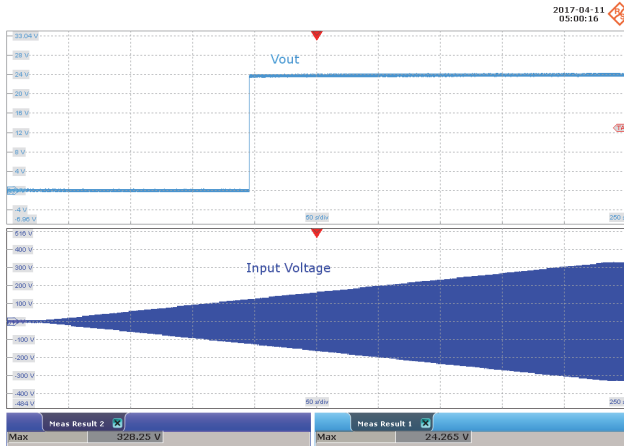 2017-04-11
05:00:16
33.04 V
28 V
Vout
24 V
20 V
16 V
12 V
TA
8 V
4 V
-4 V
-6.96 V
50 s/div
250
516 V
400 V
300 V
Input Voltage
200 V
100 V
-100 V
-200 V
-300 V
-400 V
-484 V
50 s/div
250
Meas Result 2
Meas Result 1
Max 328.25 V
Max 24.265 V